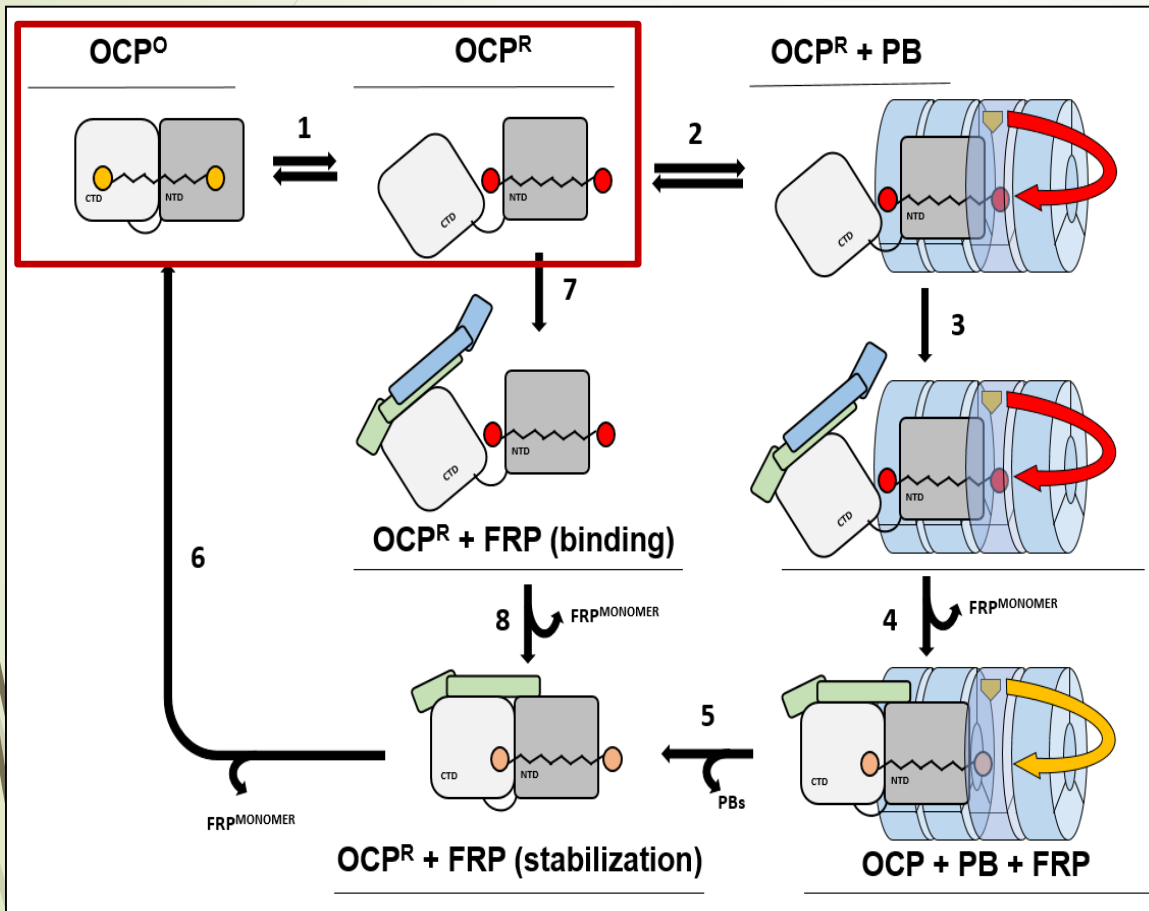 OCPᴼ
OCPᴿ
OCPᴿ + PB
1
2
CTD
NTD
CTD
NTD
CTD
NTD
7
3
CTD
NTD
CTD
NTD
OCPᴿ + FRP (binding)
6
8
FRPᴹᴼᴺᴼᴹᴱᴿ
4
FRPᴹᴼᴺᴼᴹᴱᴿ
5
CTD
NTD
CTD
NTD
PBs
FRPᴹᴼᴺᴼᴹᴱᴿ
OCPᴿ + FRP (stabilization)
OCP + PB + FRP